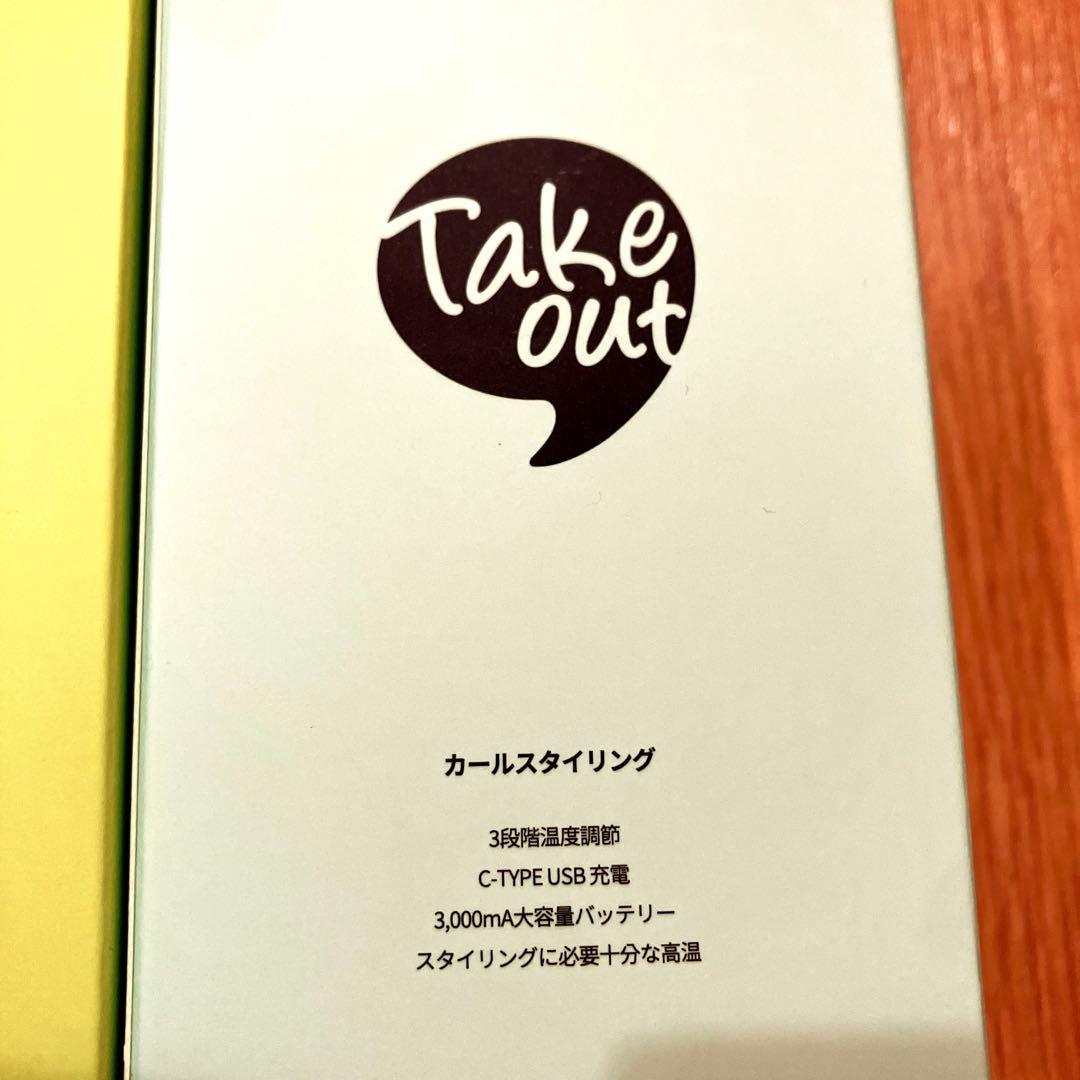 Take
out
カールスタイリング
3段階温度調節
C-TYPE USB 充電
3,000mA大容量バッテリー
スタイリングに必要十分な高温